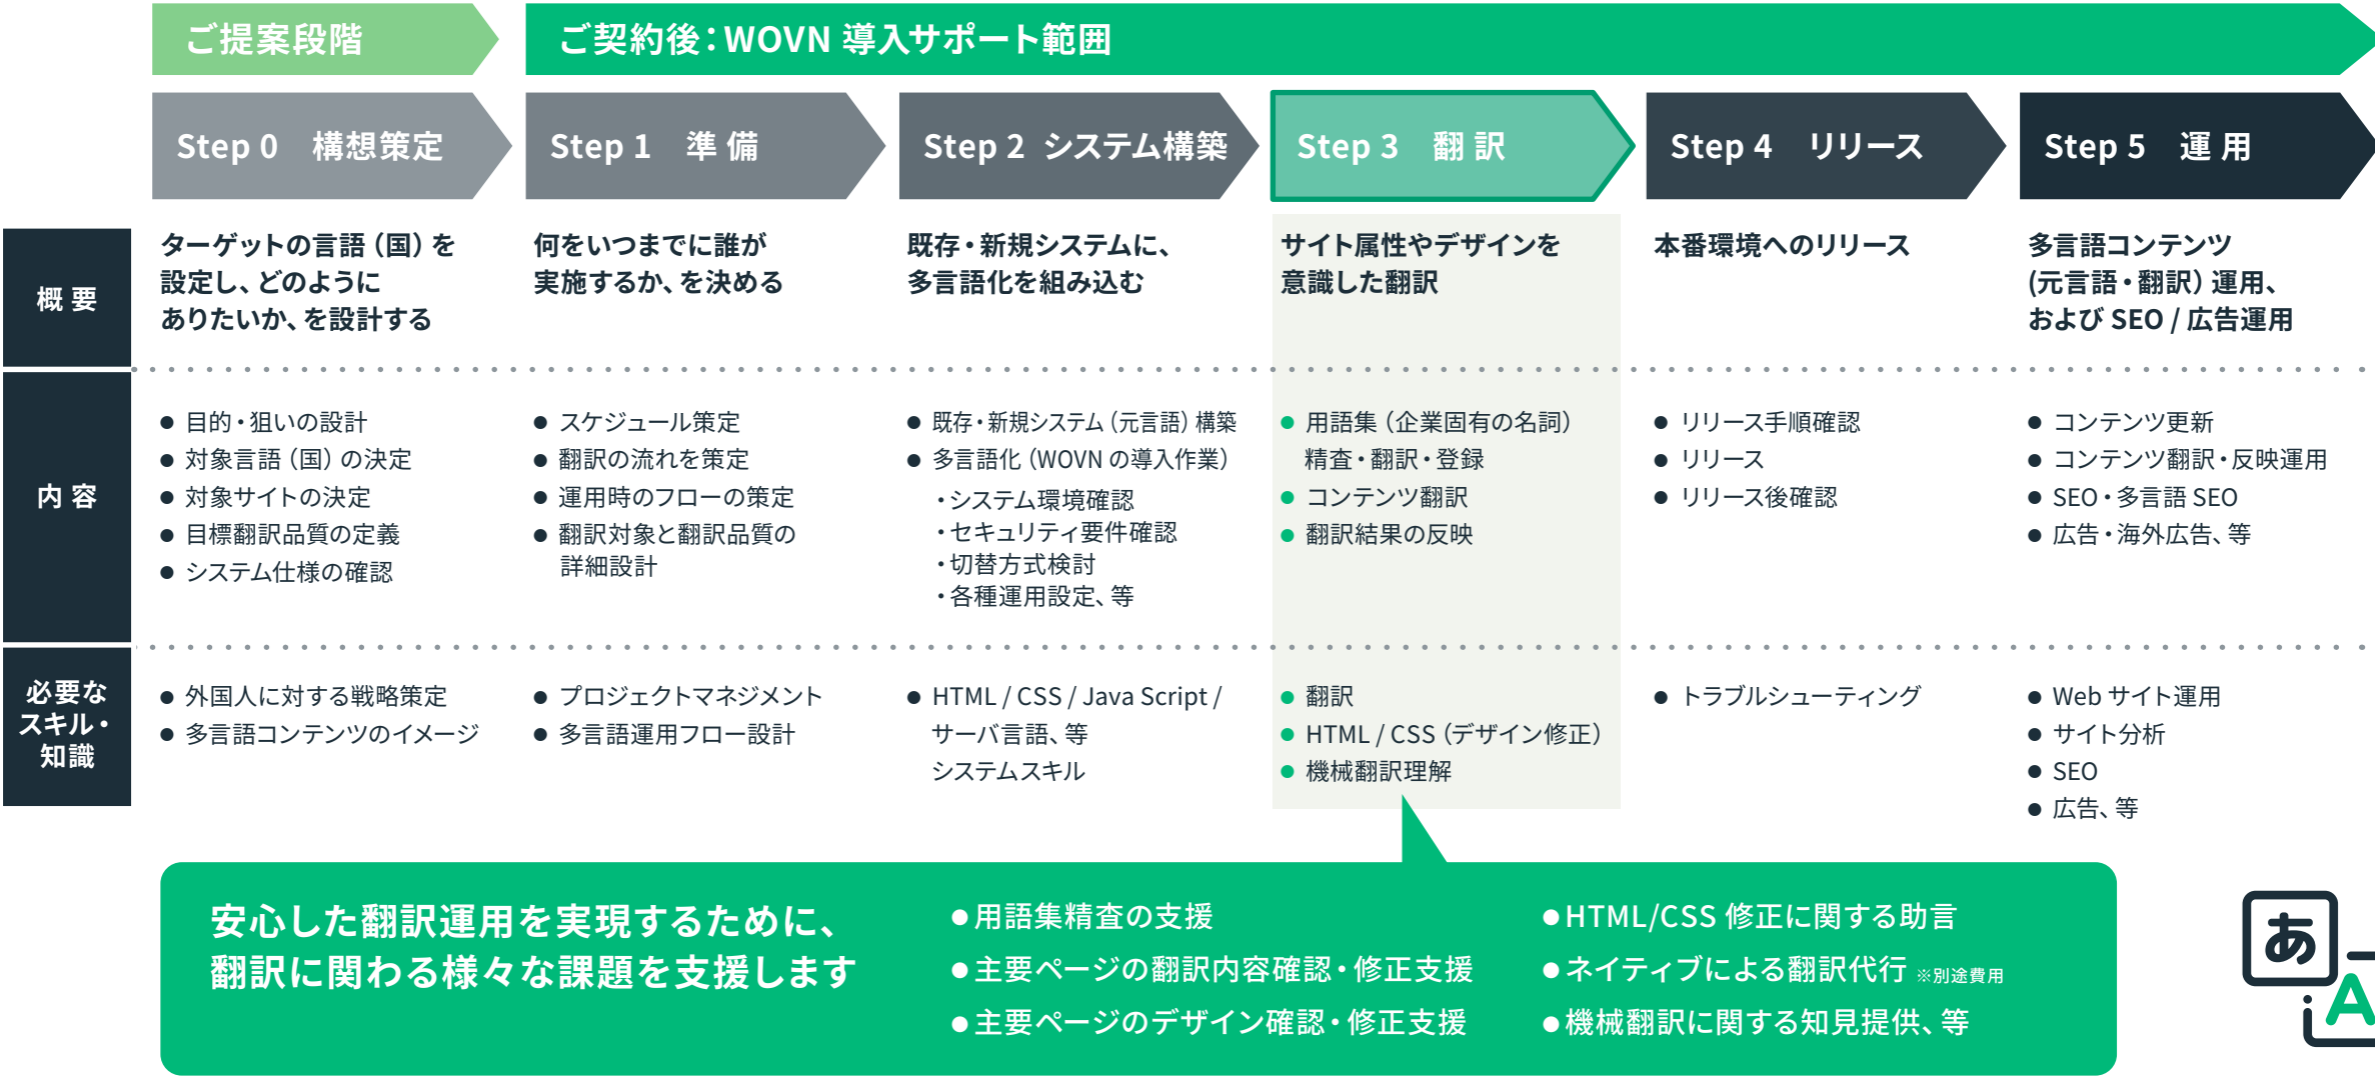 ご提案段階
ご契約後：WOVN 導入サポート範囲
Step 0 構想策定
Step 1 準 備
Step 2 システム構築
Step 3 翻 訳
Step 4 リリース
Step 5 運 用
概 要
ターゲットの言語（国）を
設定し、どのように
ありたいか、を設計する
何をいつまでに誰が
実施するか、を決める
既存・新規システムに、
多言語化を組み込む
サイト属性やデザインを
意識した翻訳
本番環境へのリリース
多言語コンテンツ
(元言語・翻訳）運用、
および SEO / 広告運用
内 容
● 目的・狙いの設計
● 対象言語（国）の決定
● 対象サイトの決定
● 目標翻訳品質の定義
● システム仕様の確認
● スケジュール策定
● 翻訳の流れを策定
● 運用時のフローの策定
● 翻訳対象と翻訳品質の
詳細設計
● 既存・新規システム（元言語）構築
● 多言語化（WOVN の導入作業）
・システム環境確認
・セキュリティ要件確認
・切替方式検討
・各種運用設定、等
● 用語集（企業固有の名詞）
精査・翻訳・登録
● コンテンツ翻訳
● 翻訳結果の反映
● リリース手順確認
● リリース
● リリース後確認
● コンテンツ更新
● コンテンツ翻訳・反映運用
● SEO・多言語 SEO
● 広告・海外広告、等
必要な
スキル・
知識
● 外国人に対する戦略策定
● 多言語コンテンツのイメージ
● プロジェクトマネジメント
● 多言語運用フロー設計
● HTML / CSS / Java Script /
サーバ言語、等
システムスキル
● 翻訳
● HTML / CSS（デザイン修正）
● 機械翻訳理解
● トラブルシューティング
● Web サイト運用
● サイト分析
● SEO
● 広告、等
安心した翻訳運用を実現するために、
翻訳に関わる様々な課題を支援します
●用語集精査の支援
●主要ページの翻訳内容確認・修正支援
●主要ページのデザイン確認・修正支援
●HTML/CSS 修正に関する助言
●ネイティブによる翻訳代行 ※別途費用
●機械翻訳に関する知見提供、等
あ
A